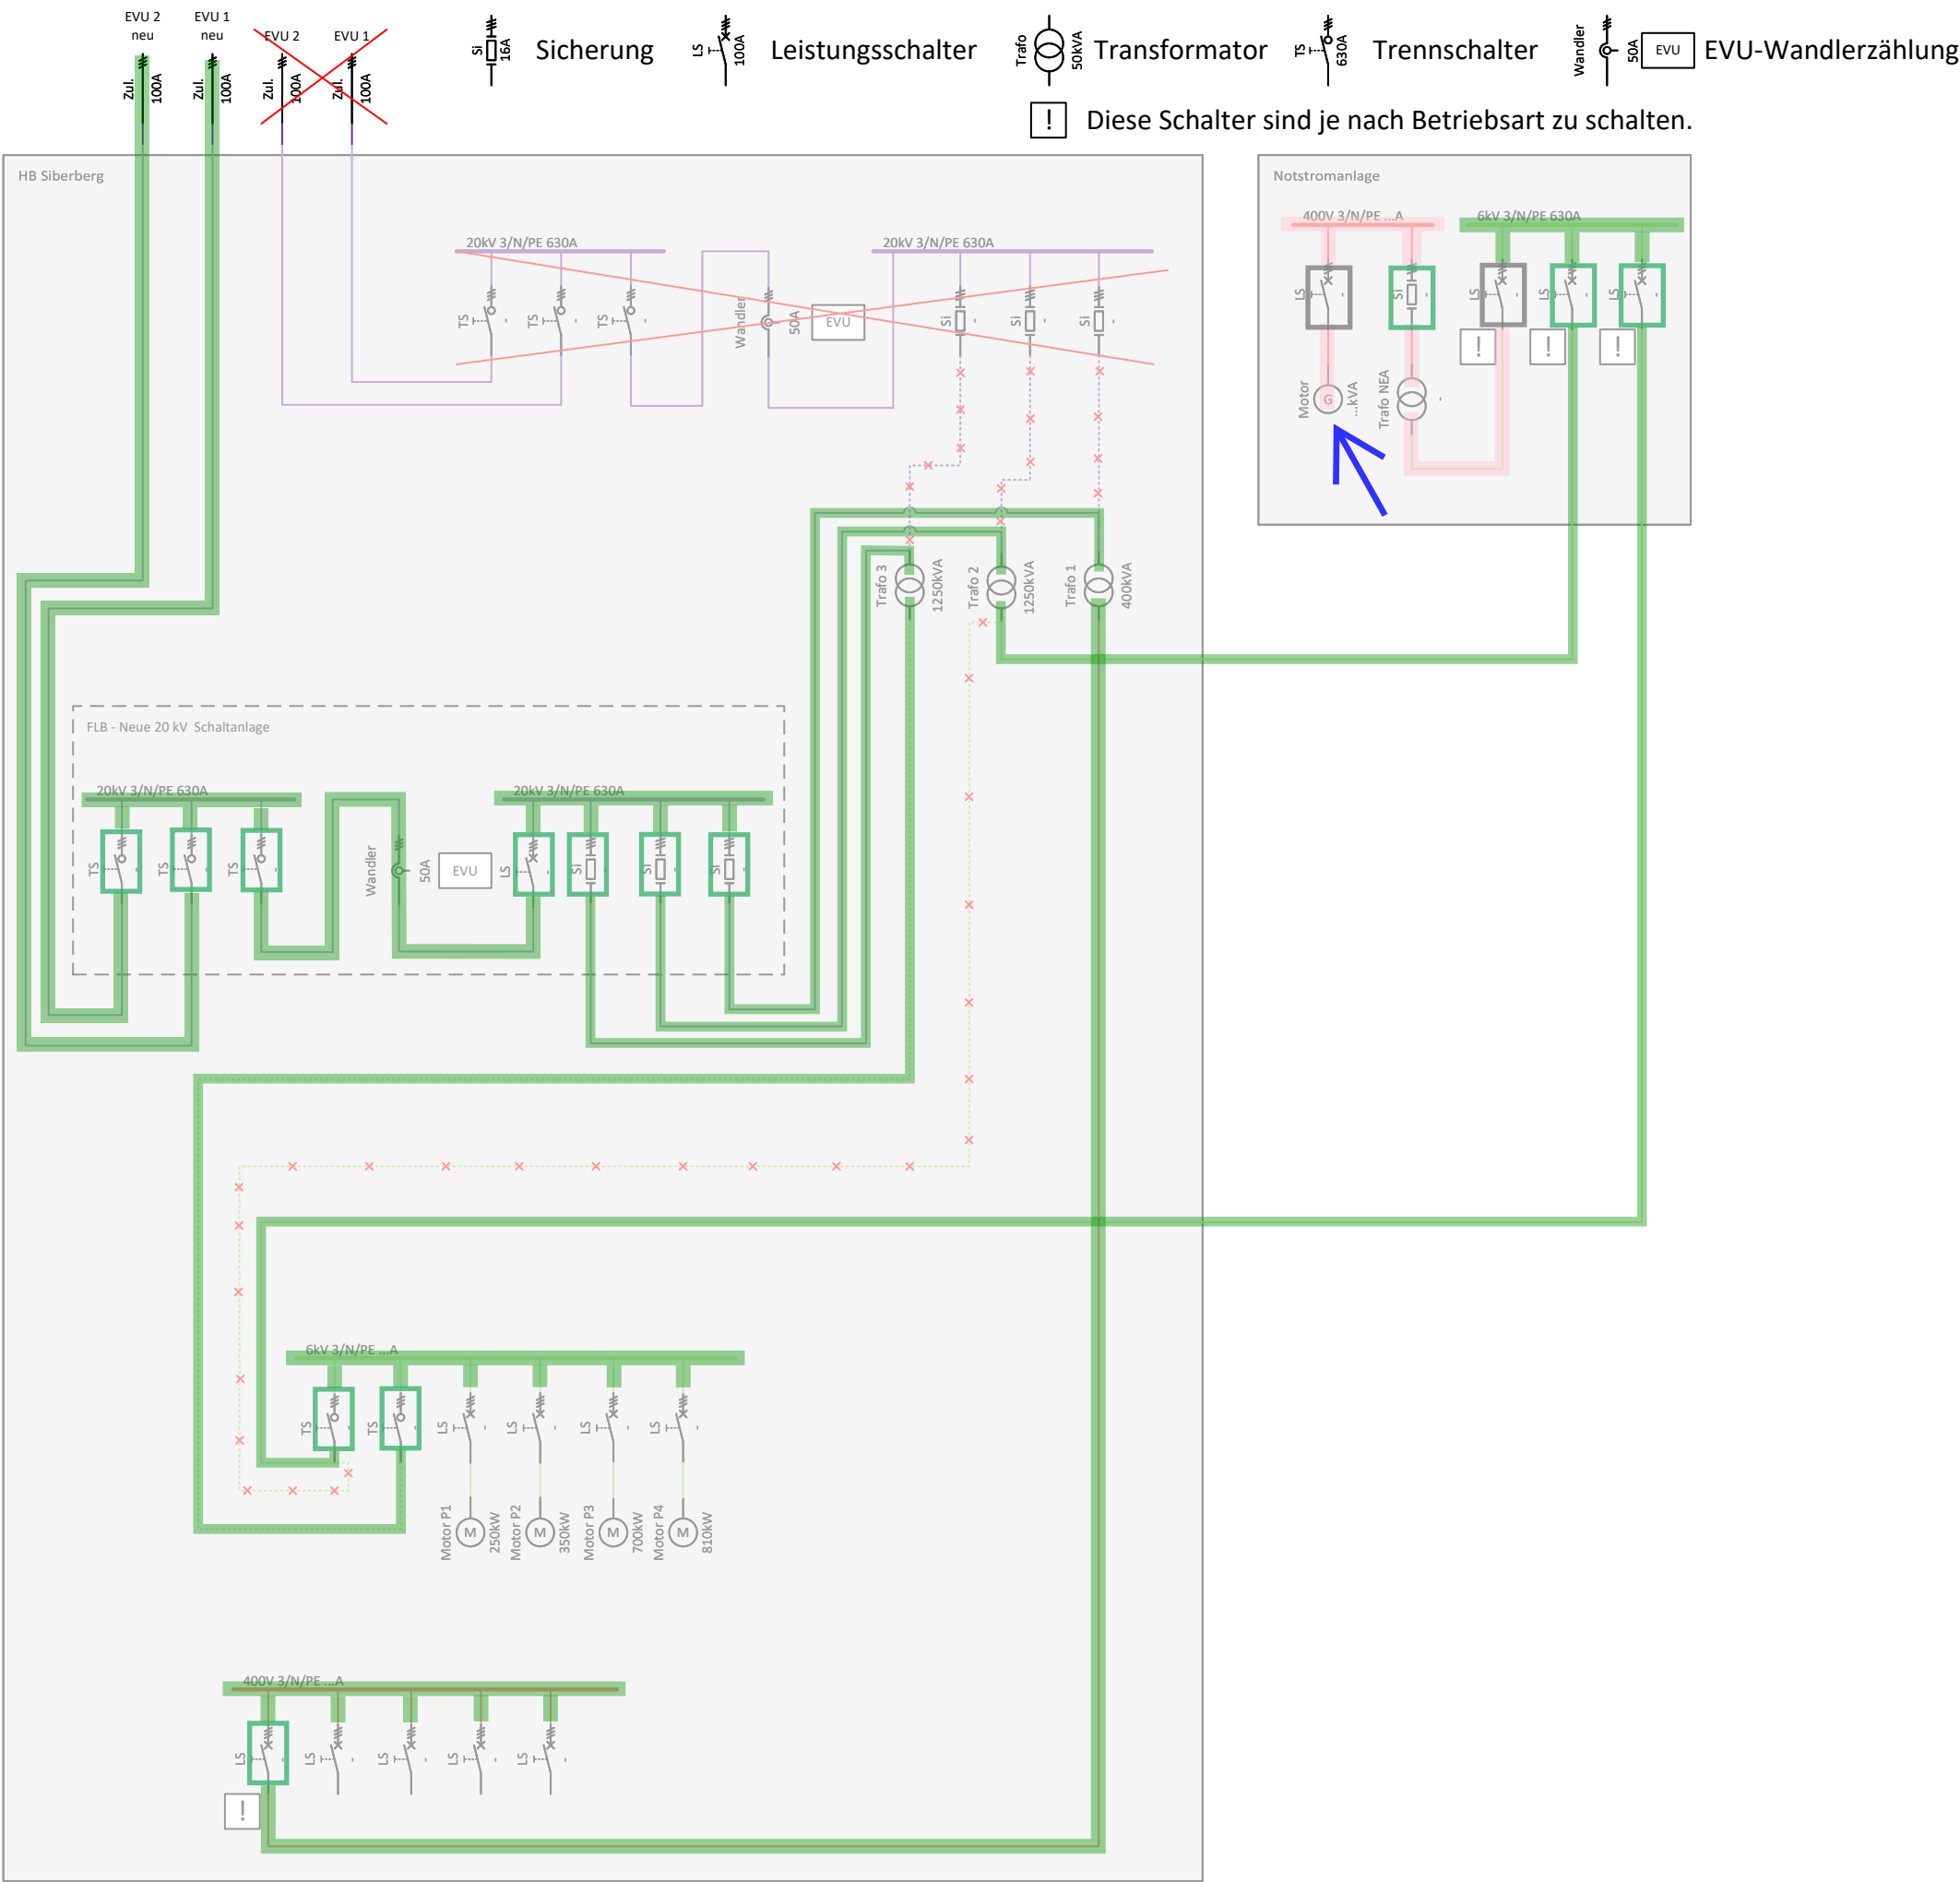 EVU 2
neu
EVU 1
neu
EVU 2
EVU 1
Zul.
100A
Zul.
100A
Zul.
100A
Zul.
100A
Si
16A
Sicherung
LS
100A
Leistungsschalter
Trafo
50kVA
Transformator
TS
630A
Trennschalter
Wandler
50A
EVU
EVU-Wandlerzählung
!
Diese Schalter sind je nach Betriebsart zu schalten.
HB Siberberg
20kV 3/N/PE 630A
TS
-
TS
-
TS
-
Wandler
50A
EVU
20kV 3/N/PE 630A
Si
-
Si
-
Si
-
Notstromanlage
400V 3/N/PE ...A
6kV 3/N/PE 630A
LS
-
Si
-
LS
-
LS
-
LS
-
!
!
!
Motor
G
...kVA
Trafo NEA
-
Trafo 3
1250kVA
Trafo 2
1250kVA
Trafo 1
400kVA
FLB - Neue 20 kV Schaltanlage
20kV 3/N/PE 630A
TS
-
TS
-
TS
-
Wandler
50A
EVU
20kV 3/N/PE 630A
LS
-
Si
-
Si
-
Si
-
6kV 3/N/PE ...A
TS
-
TS
-
LS
-
LS
-
LS
-
LS
-
Motor P1
M
250kW
Motor P2
M
350kW
Motor P3
M
700kW
Motor P4
M
810kW
400V 3/N/PE ...A
LS
-
LS
-
LS
-
LS
-
LS
-
!